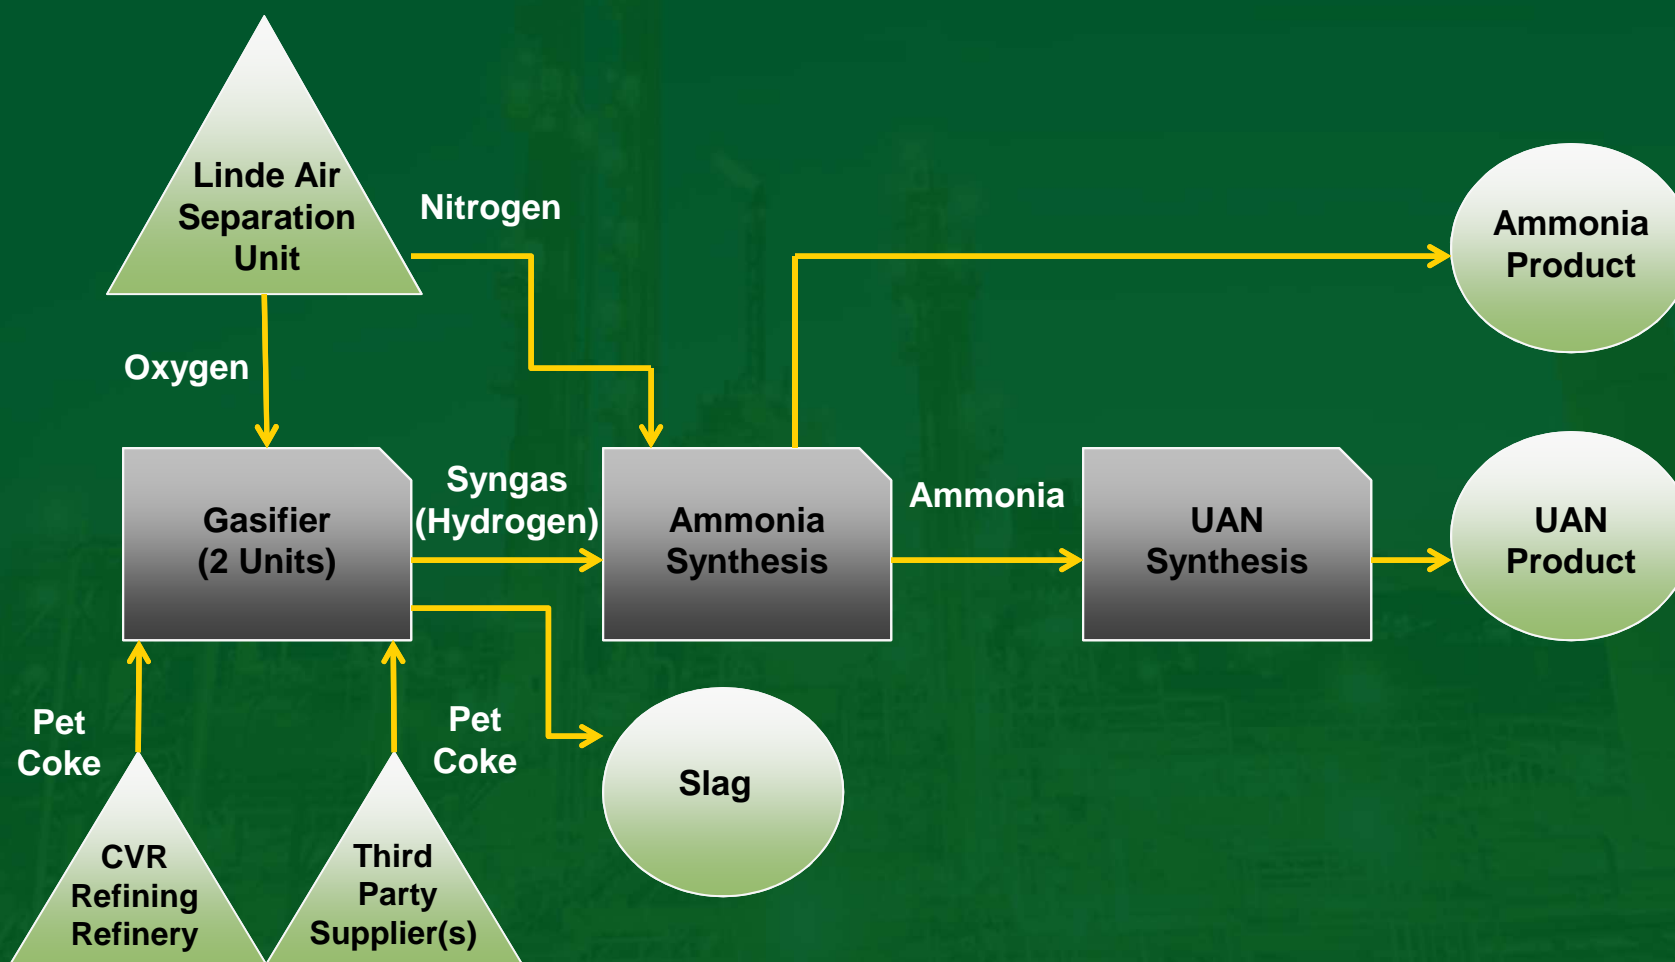 Linde Air
Separation
Unit
Nitrogen
Ammonia
Product
Oxygen
Gasifier
(2 Units)
Syngas
(Hydrogen)
Ammonia
Synthesis
Ammonia
UAN
Synthesis
UAN
Product
Pet
Coke
Pet
Coke
Slag
CVR
Refining
Refinery
Third
Party
Supplier(s)